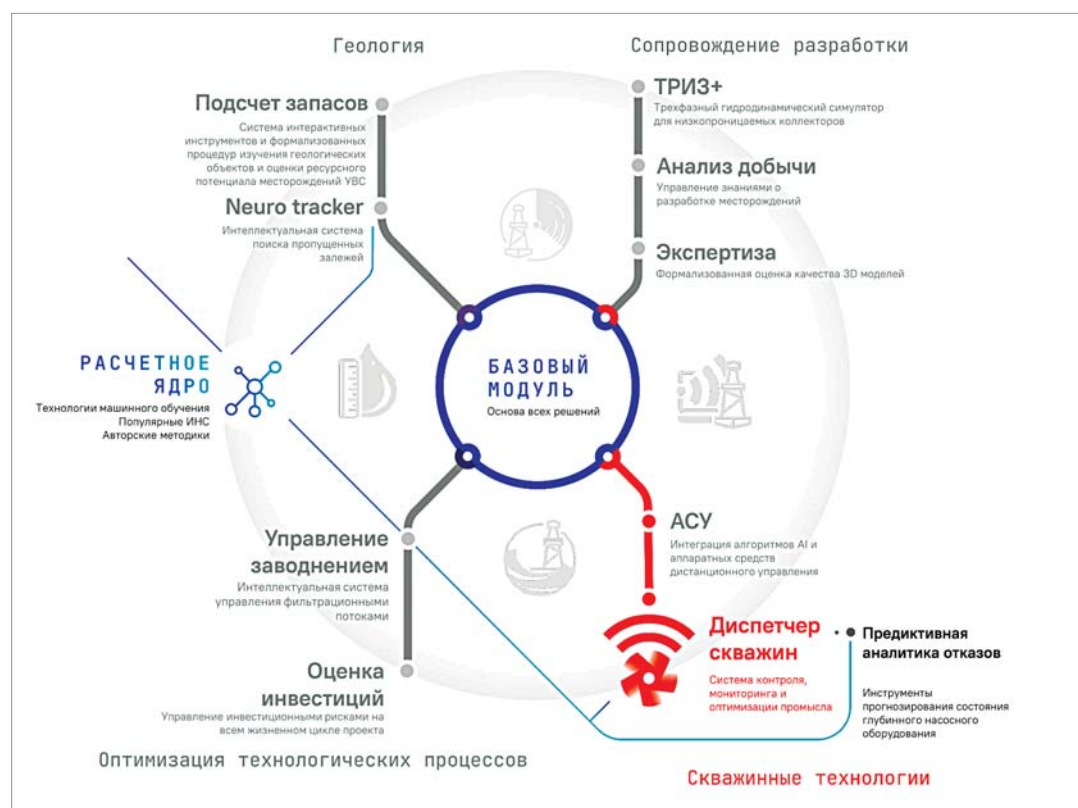 Геология
Сопровождение разработки
Подсчет запасов
Система интерактивных
инструментов и формализованных
процедур изучения геологических
объектов и оценки ресурсного
потенциала месторождений УВС
Neuro tracker
Интеллектуальная система
поиска пропущенных
залежей
ТРИЗ+
Трехфазный гидродинамический симулятор
для низкопроницаемых коллекторов
Анализ добычи
Управление знаниями о
разработке месторождений
Экспертиза
Формализованная оценка качества 3D моделей
РАСЧЕТНОЕ
ЯДРО
Технологии машинного обучения
Популярные ИНС
Авторские методики
БАЗОВЫЙ
МОДУЛЬ
Основа всех решений
Управление
заводнением
Интеллектуальная система
управления фильтрационными
потоками
Оценка
инвестиций
Управление инвестиционными рисками на
всем жизненном цикле проекта
АСУ
Интеграция алгоритмов AI и
аппаратных средств
дистанционного управления
Диспетчер
скважин
Система контроля,
мониторинга и
оптимизации промысла
Предиктивная
аналитика отказов
Инструменты
прогнозирования состояния
глубинного насосного
оборудования
Оптимизация технологических процессов
Скважинные технологии